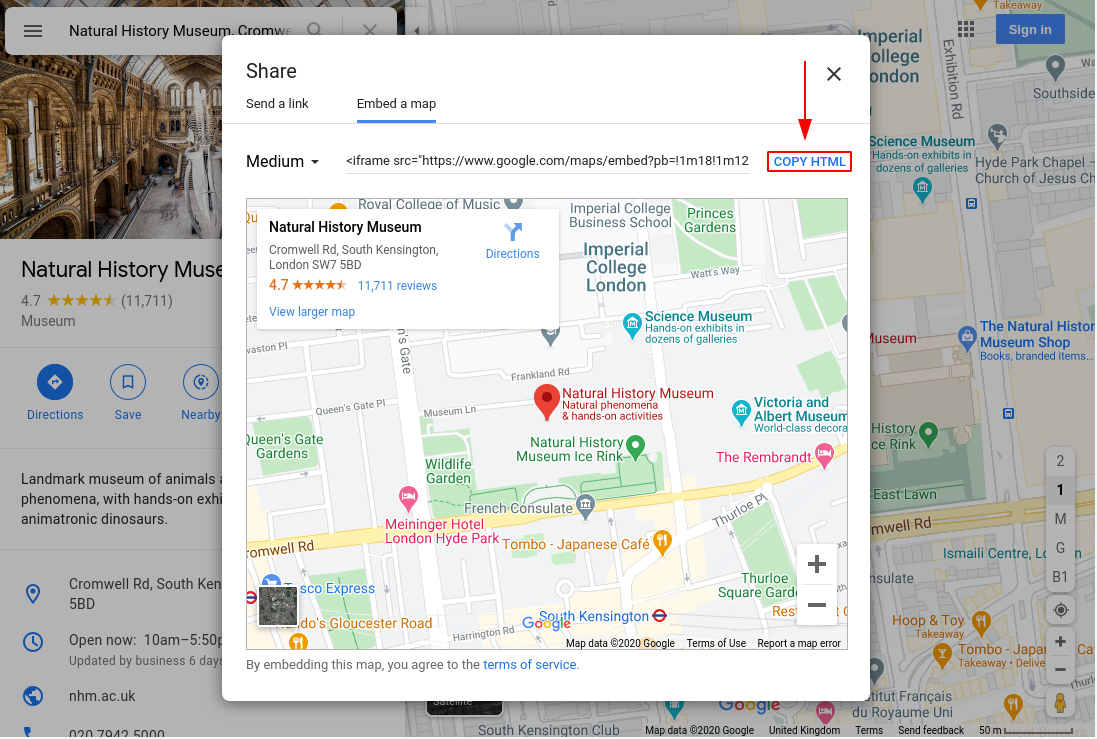 Natural History Museum, Cromwe
Takeaway
Sign in
Imperial
College
London
Exhibition Rd
Southside
Science Museum
Hands-on exhibits in
dozens of galleries
Hyde Park Chapel –
Church of Jesus Ch
Share
Send a link
Embed a map
Medium
<iframe src="https://www.google.com/maps/embed?pb=!1m18!1m12
COPY HTML
Natural History Muse
4.7 (11,711)
Museum
Directions
Save
Nearby
Landmark museum of animals a
phenomena, with hands-on exhi
animatronic dinosaurs.
Cromwell Rd, South Ken
5BD
Open now: 10am–5:50p
Updated by business 6 days
nhm.ac.uk
020 7942 5000
Natural History Museum
Cromwell Rd, South Kensington,
London SW7 5BD
4.7 11,711 reviews
View larger map
Directions
Royal College of Music
Imperial College
Business School
Princes
Gardens
Imperial
College
London
Watt's Way
Science Museum
Hands-on exhibits in
dozens of galleries
Frankland Rd
Queen's Gate Pl
Museum Ln
Natural History Museum
Natural phenomena
& hands-on activities
Victoria and
Albert Museum
World-class decora
Queen's Gate
Gardens
Natural History
Museum Ice Rink
The Rembrandt
Wildlife
Garden
French Consulate
Thurloe Pl
Meininger Hotel
London Hyde Park
Tombo - Japanese Café
Cromwell Rd
Tesco Express
Thurloe
Square Garde
South Kensington
Nando's Gloucester Road
Google
Harrington Rd
Map data ©2020 Google Terms of Use Report a map error
By embedding this map, you agree to the terms of service.
Museum
The Natural Histor
Museum Shop
Books, branded items...
History
ice Rink
East Lawn
Cromwell Rd
Ismaili Centre, London
nsulate
2
1
M
G
B1
Hoop & Toy
Takeaway
Tombo - Japanese Ca
Takeaway • Delive
titut Français
du Royaume Uni
Satellite
South Kensington Club
Google
Map data ©2020 Google United Kingdom Terms Send feedback 50 m